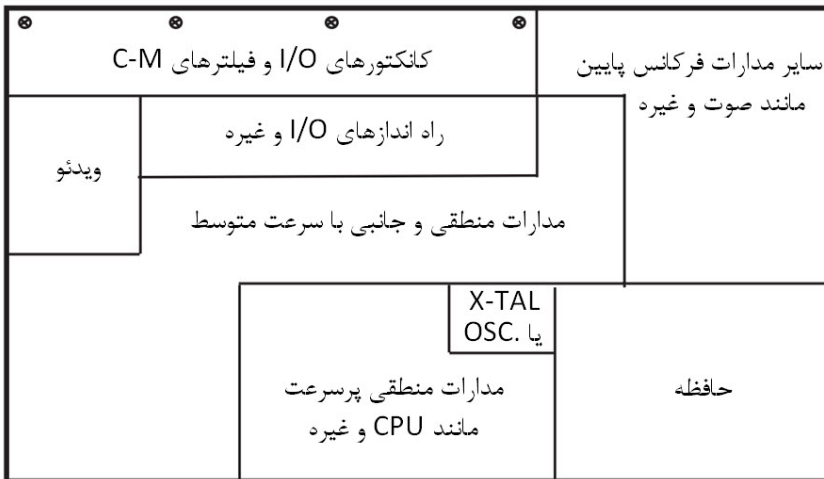 کانکتورهای I/O و فیلترهای C-M
سایر مدارات فرکانس پایین
مانند صوت و غیره
راه اندازهای I/O و غیره
ویدئو
مدارات منطقی و جانبی با سرعت متوسط
X-TAL
یا OSC.
مدارات منطقی پرسرعت
مانند CPU و غیره
حافظه